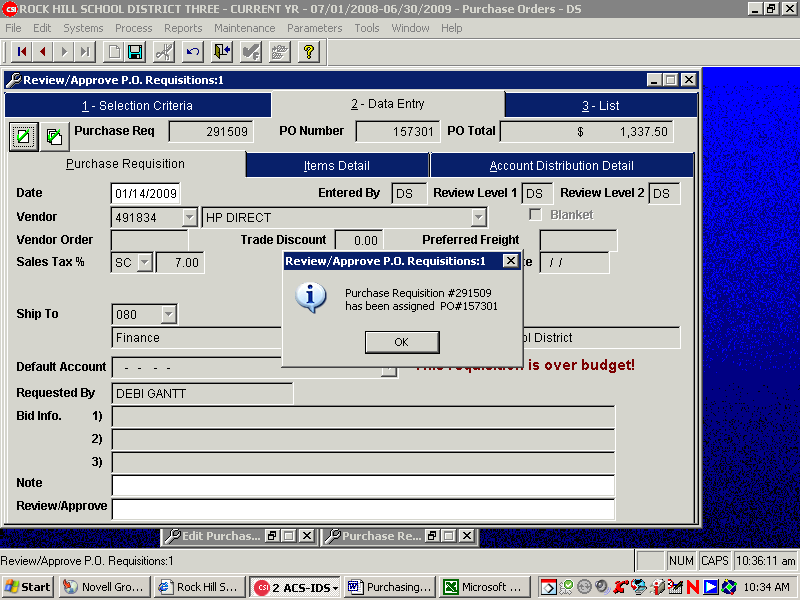 CSI ROCK HILL SCHOOL DISTRICT THREE - CURRENT YR - 07/01/2008-06/30/2009 - Purchase Orders - DS
File Edit Systems Process Reports Maintenance Parameters Tools Window Help
Review/Approve P.O. Requisitions:1
1 - Selection Criteria 2 - Data Entry 3 - List
Purchase Req 291509 PO Number 157301 PO Total $ 1,337.50
Purchase Requisition Items Detail Account Distribution Detail
Date 01/14/2009 Entered By DS Review Level 1 DS Review Level 2 DS
Vendor 491834 HP DIRECT Blanket
Vendor Order Trade Discount 0.00 Preferred Freight
Sales Tax % SC 7.00 / /
Review/Approve P.O. Requisitions:1
Purchase Requisition #291509
has been assigned PO#157301
OK
Ship To 080
Finance ol District
Default Account - - - -
This requisition is over budget!
Requested By DEBI GANTT
Bid Info. 1)
2)
3)
Note
Review/Approve
Edit Purchas... Purchase Re...
Review/Approve P.O. Requisitions:1 NUM CAPS 10:36:11 am
Start Novell Gro... Rock Hill S... CSI 2 ACS-IDS Purchasing... Microsoft ... 10:34 AM